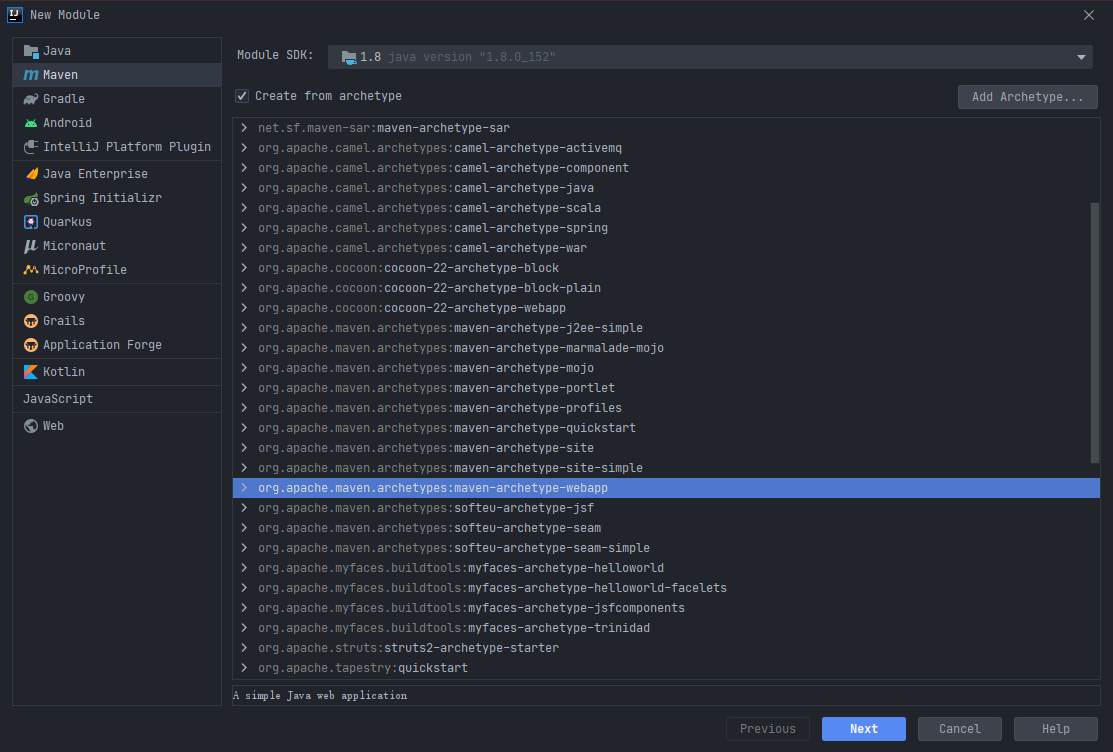 New Module
Java
Maven
Gradle
Android
IntelliJ Platform Plugin
Java Enterprise
Spring Initializr
Quarkus
Micronaut
MicroProfile
Groovy
Grails
Application Forge
Kotlin
JavaScript
Web
Module SDK: 1.8 java version "1.8.0_152"
Create from archetype
Add Archetype...
net.sf.maven-sar:maven-archetype-sar
org.apache.camel.archetypes:camel-archetype-activemq
org.apache.camel.archetypes:camel-archetype-component
org.apache.camel.archetypes:camel-archetype-java
org.apache.camel.archetypes:camel-archetype-scala
org.apache.camel.archetypes:camel-archetype-spring
org.apache.camel.archetypes:camel-archetype-war
org.apache.cocoon:cocoon-22-archetype-block
org.apache.cocoon:cocoon-22-archetype-block-plain
org.apache.cocoon:cocoon-22-archetype-webapp
org.apache.maven.archetypes:maven-archetype-j2ee-simple
org.apache.maven.archetypes:maven-archetype-marmalade-mojo
org.apache.maven.archetypes:maven-archetype-mojo
org.apache.maven.archetypes:maven-archetype-portlet
org.apache.maven.archetypes:maven-archetype-profiles
org.apache.maven.archetypes:maven-archetype-quickstart
org.apache.maven.archetypes:maven-archetype-site
org.apache.maven.archetypes:maven-archetype-site-simple
org.apache.maven.archetypes:maven-archetype-webapp
org.apache.maven.archetypes:softeu-archetype-jsf
org.apache.maven.archetypes:softeu-archetype-seam
org.apache.maven.archetypes:softeu-archetype-seam-simple
org.apache.myfaces.buildtools:myfaces-archetype-helloworld
org.apache.myfaces.buildtools:myfaces-archetype-helloworld-facelets
org.apache.myfaces.buildtools:myfaces-archetype-jsfcomponents
org.apache.myfaces.buildtools:myfaces-archetype-trinidad
org.apache.struts:struts2-archetype-starter
org.apache.tapestry:quickstart
A simple Java web application
Previous
Next
Cancel
Help